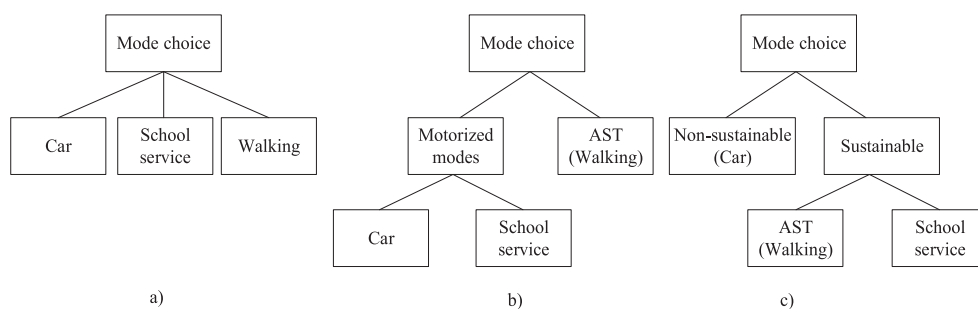 Mode choice
Car
School
service
Walking
a)
Mode choice
Motorized
modes
AST
(Walking)
Car
School
service
b)
Mode choice
Non-sustainable
(Car)
Sustainable
AST
(Walking)
School
service
c)